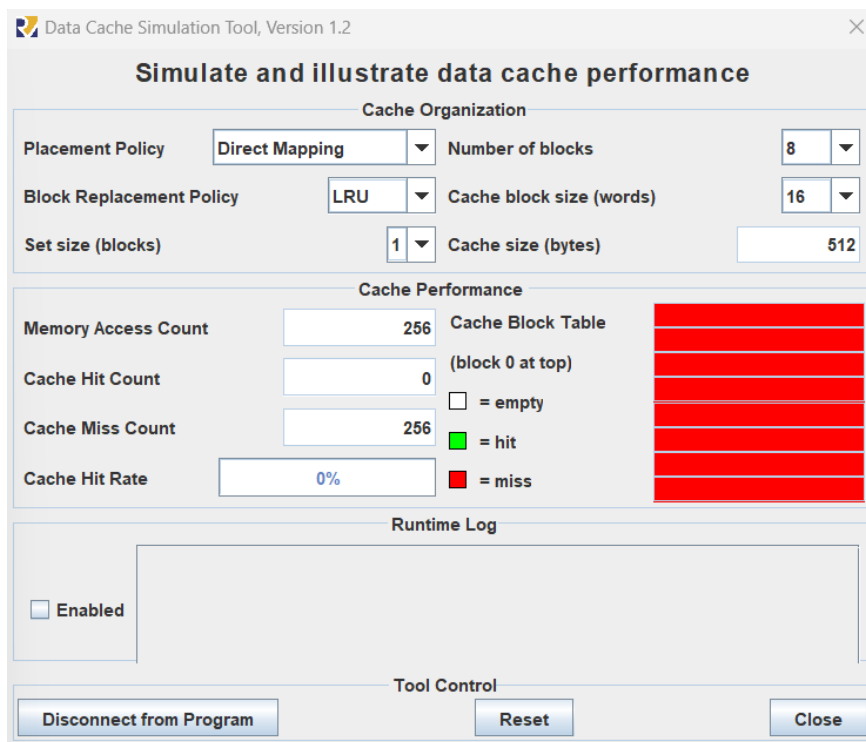 Data Cache Simulation Tool, Version 1.2
Simulate and illustrate data cache performance
Cache Organization
Placement Policy Direct Mapping Number of blocks 8
Block Replacement Policy LRU Cache block size (words) 16
Set size (blocks) 1 Cache size (bytes) 512
Cache Performance
Memory Access Count 256 Cache Block Table
(block 0 at top)
Cache Hit Count 0
= empty
Cache Miss Count 256
= hit
Cache Hit Rate 0%
= miss
Runtime Log
Enabled
Tool Control
Disconnect from Program Reset Close